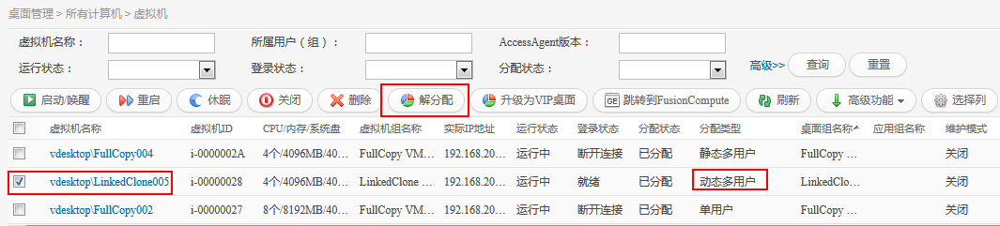 桌面管理 > 所有计算机 > 虚拟机
虚拟机名称： 所属用户（组）： AccessAgent版本：
运行状态： 登录状态： 分配状态： 高级>> 查询 重置
启动/唤醒 重启 休眠 关闭 删除 解分配 升级为VIP桌面 GE 跳转到FusionCompute 刷新 高级功能 选择列
虚拟机名称 虚拟机ID CPU/内存/系统盘 虚拟机组名称 实际IP地址 运行状态 登录状态 分配状态 分配类型 桌面组名称 应用组名称 维护模式
vdesktop\FullCopy004 i-0000002A 4个/4096MB/40... FullCopy VM... 192.168.20... 运行中 断开连接 已分配 静态多用户 FullCopy ... 关闭
vdesktop\LinkedClone005 i-00000028 4个/4096MB/40... LinkedClone ... 192.168.20... 运行中 就绪 已分配 动态多用户 LinkedClo... 关闭
vdesktop\FullCopy002 i-00000027 8个/8192MB/40... FullCopy VM... 192.168.20... 运行中 断开连接 已分配 单用户 FullCopy ... 关闭